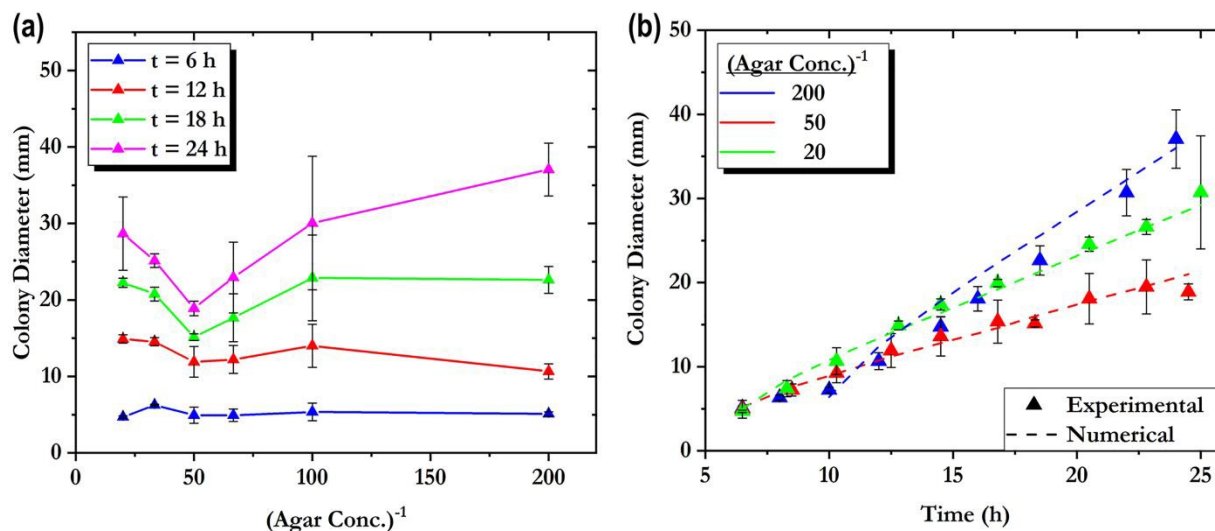 (a)
50
40
30
20
10
0
Colony Diameter (mm)
t = 6 h
t = 12 h
t = 18 h
t = 24 h
0 50 100 150 200
(Agar Conc.)-1
(b)
50
40
30
20
10
0
Colony Diameter (mm)
(Agar Conc.)-1
200
50
20
Experimental
Numerical
5 10 15 20 25
Time (h)